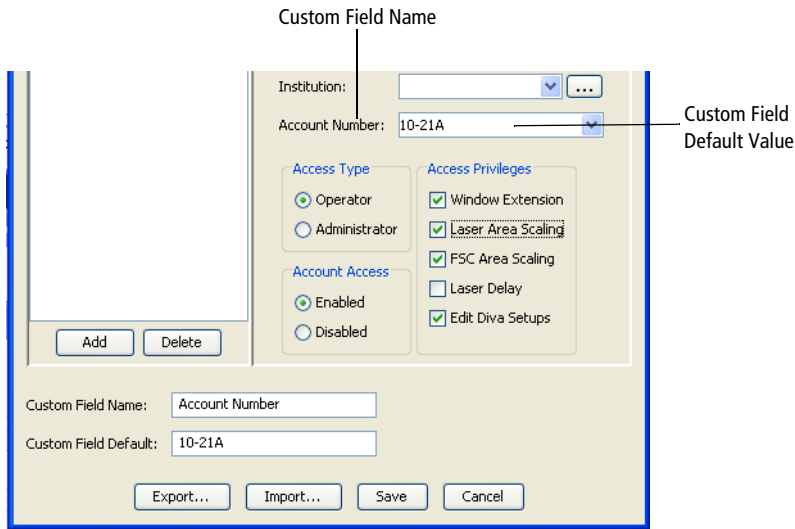 Custom Field Name
Institution:
...
Account Number: 10-21A
Custom Field
Default Value
Access Type
Operator
Administrator
Account Access
Enabled
Disabled
Access Privileges
Window Extension
Laser Area Scaling
FSC Area Scaling
Laser Delay
Edit Diva Setups
Add Delete
Custom Field Name: Account Number
Custom Field Default: 10-21A
Export... Import... Save Cancel